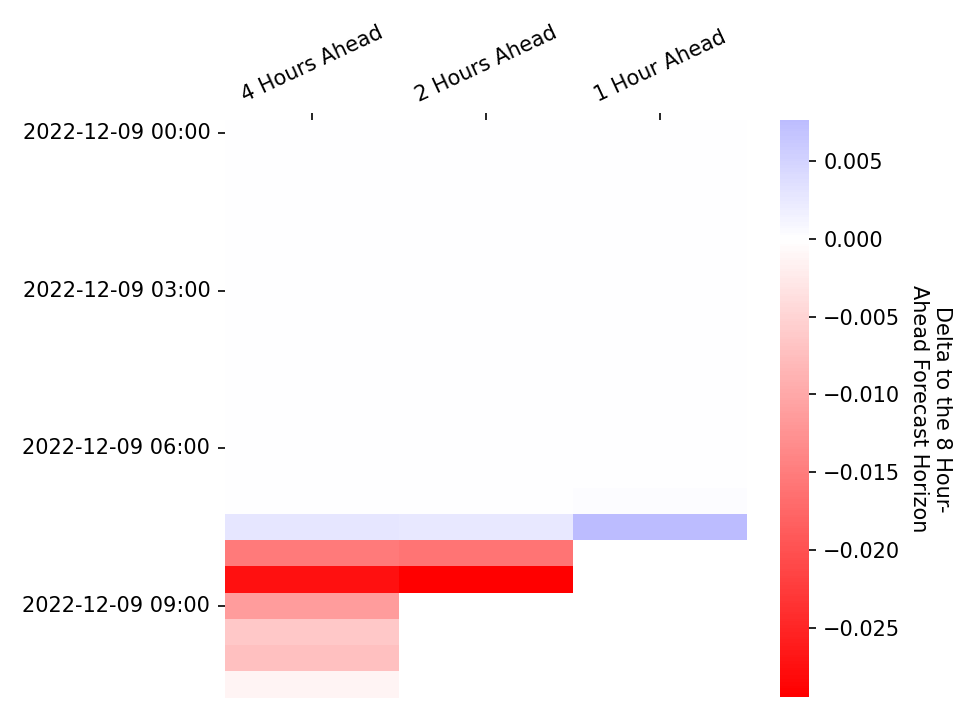 4 Hours Ahead
2 Hours Ahead
1 Hour Ahead
2022-12-09 00:00
2022-12-09 03:00
2022-12-09 06:00
2022-12-09 09:00
0.005
0.000
−0.005
−0.010
−0.015
−0.020
−0.025
Delta to the 8 Hour-
Ahead Forecast Horizon